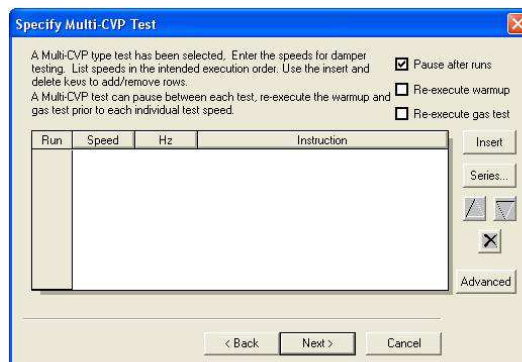 Specify Multi-CVP Test
A Multi-CVP type test has been selected, Enter the speeds for damper
testing. List speeds in the intended execution order. Use the insert and
delete keys to add/remove rows.
A Multi-CVP test can pause between each test, re-execute the warmup and
gas test prior to each individual test speed.
Pause after runs
Re-execute warmup
Re-execute gas test
Run Speed Hz Instruction
Insert
Series...
Advanced
< Back Next > Cancel